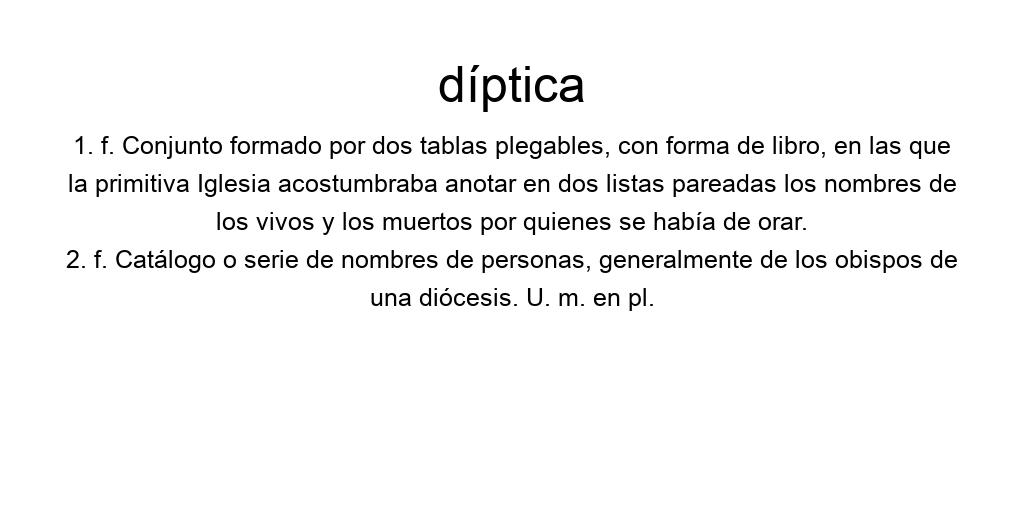 díptica
1. f. Conjunto formado por dos tablas plegables, con forma de libro, en las que
la primitiva Iglesia acostumbraba anotar en dos listas pareadas los nombres de
los vivos y los muertos por quienes se había de orar.
2. f. Catálogo o serie de nombres de personas, generalmente de los obispos de
una diócesis. U. m. en pl.